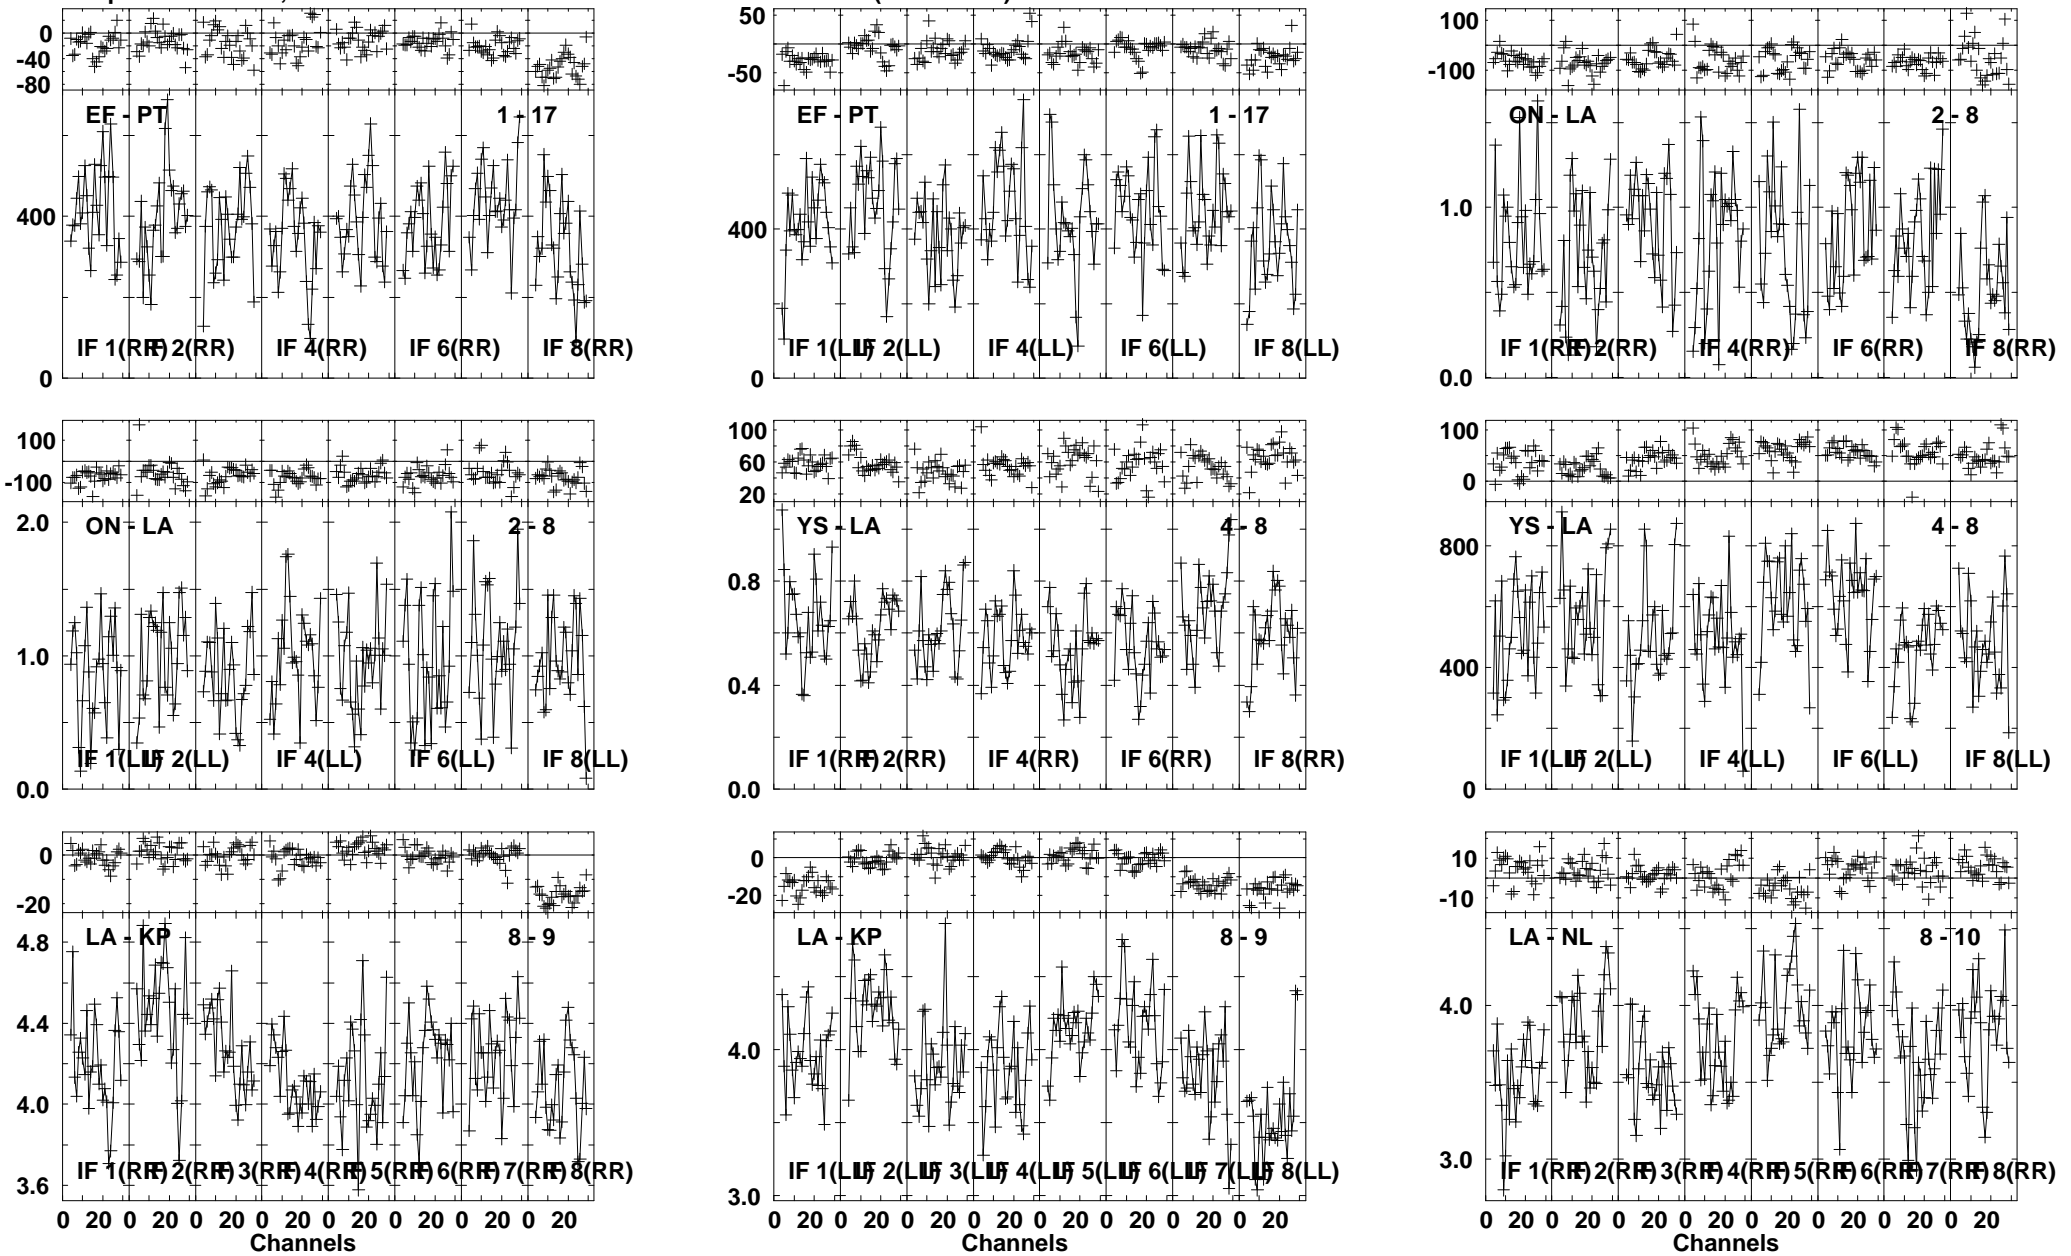 0
-40
-80
EF - PT 1 - 17
400
IF 1(RR) IF 2(RR) IF 4(RR) IF 6(RR) IF 8(RR)
0
50
-50
EF - PT 1 - 17
400
IF 1(LL) IF 2(LL) IF 4(LL) IF 6(LL) IF 8(LL)
0
100
-100
ON - LA 2 - 8
1.0
IF 1(RR) IF 2(RR) IF 4(RR) IF 6(RR) IF 8(RR)
0.0
100
-100
2.0
ON - LA 2 - 8
1.0
IF 1(LL) IF 2(LL) IF 4(LL) IF 6(LL) IF 8(LL)
0.0
100
60
20
YS - LA 4 - 8
0.8
0.4
IF 1(RR) IF 2(RR) IF 4(RR) IF 6(RR) IF 8(RR)
0.0
100
0
YS - LA 4 - 8
800
400
IF 1(LL) IF 2(LL) IF 4(LL) IF 6(LL) IF 8(LL)
0
0
-20
LA - KP 8 - 9
4.8
4.4
4.0
IF 1(RR) IF 2(RR) IF 3(RR) IF 4(RR) IF 5(RR) IF 6(RR) IF 7(RR) IF 8(RR)
3.6
0 20 0 20 0 20 0 20 0 20 0 20 0 20 0 20
Channels
0
-20
LA - KP 8 - 9
4.0
IF 1(LL) IF 2(LL) IF 3(LL) IF 4(LL) IF 5(LL) IF 6(LL) IF 7(LL) IF 8(LL)
3.0
0 20 0 20 0 20 0 20 0 20 0 20 0 20 0 20
Channels
10
-10
LA - NL 8 - 10
4.0
3.0
IF 1(RR) IF 2(RR) IF 3(RR) IF 4(RR) IF 5(RR) IF 6(RR) IF 7(RR) IF 8(RR)
0 20 0 20 0 20 0 20 0 20 0 20 0 20 0 20
Channels